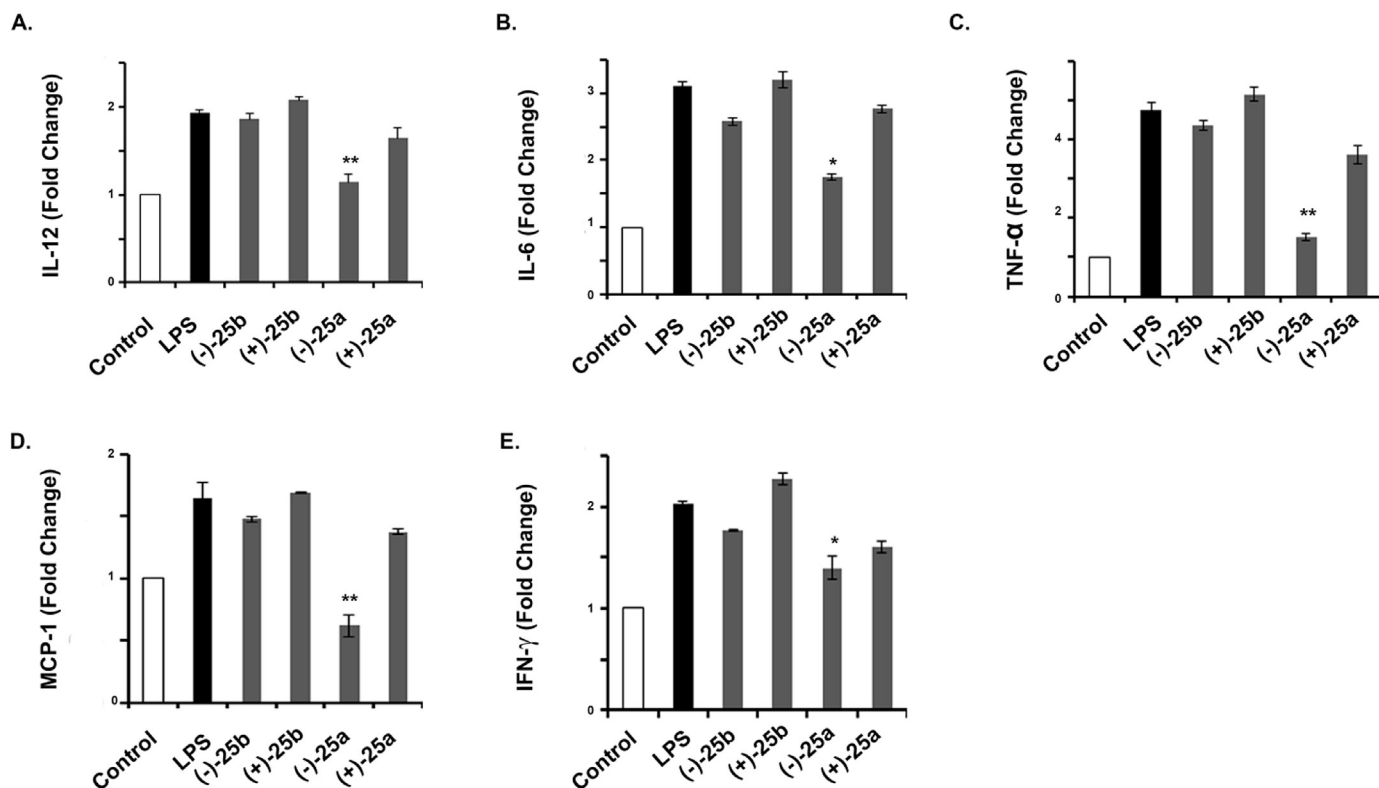 A.
IL-12 (Fold Change)
2
1
0
**
Control
LPS
(-)-25b
(+)-25b
(-)-25a
(+)-25a
B.
IL-6 (Fold Change)
3
2
1
0
*
Control
LPS
(-)-25b
(+)-25b
(-)-25a
(+)-25a
C.
TNF-α (Fold Change)
4
2
0
**
Control
LPS
(-)-25b
(+)-25b
(-)-25a
(+)-25a
D.
MCP-1 (Fold Change)
2
1
0
**
Control
LPS
(-)-25b
(+)-25b
(-)-25a
(+)-25a
E.
IFN-γ (Fold Change)
2
1
0
*
Control
LPS
(-)-25b
(+)-25b
(-)-25a
(+)-25a